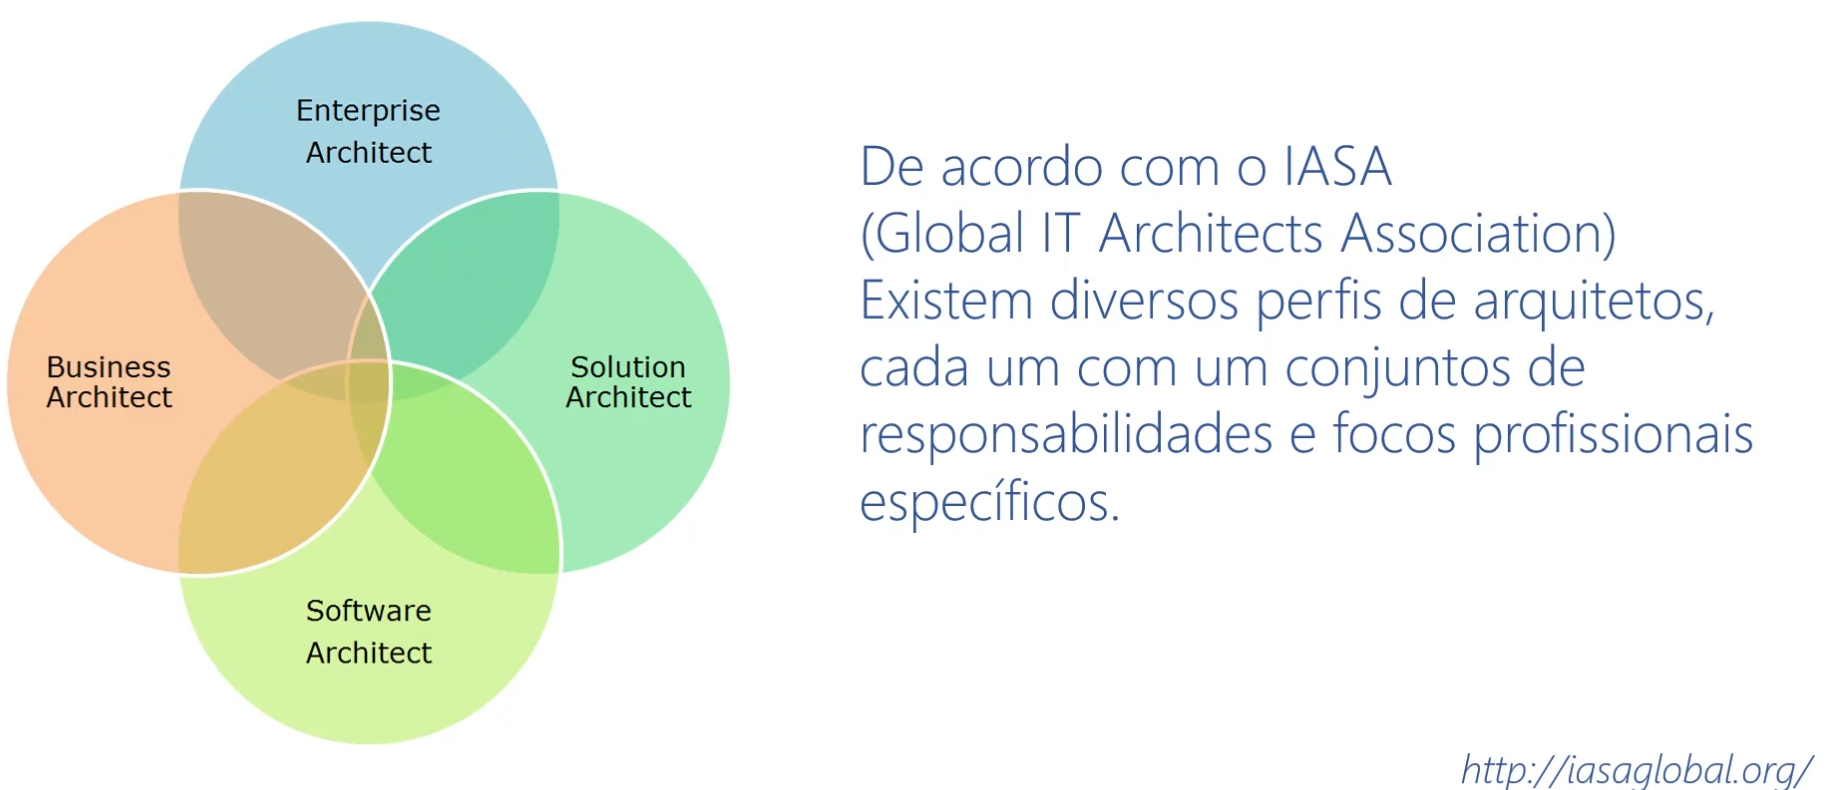 Enterprise
Architect
Business
Architect
Solution
Architect
Software
Architect
De acordo com o IASA
(Global IT Architects Association)
Existem diversos perfis de arquitetos,
cada um com um conjuntos de
responsabilidades e focos profissionais
específicos.
http://iasaglobal.org/